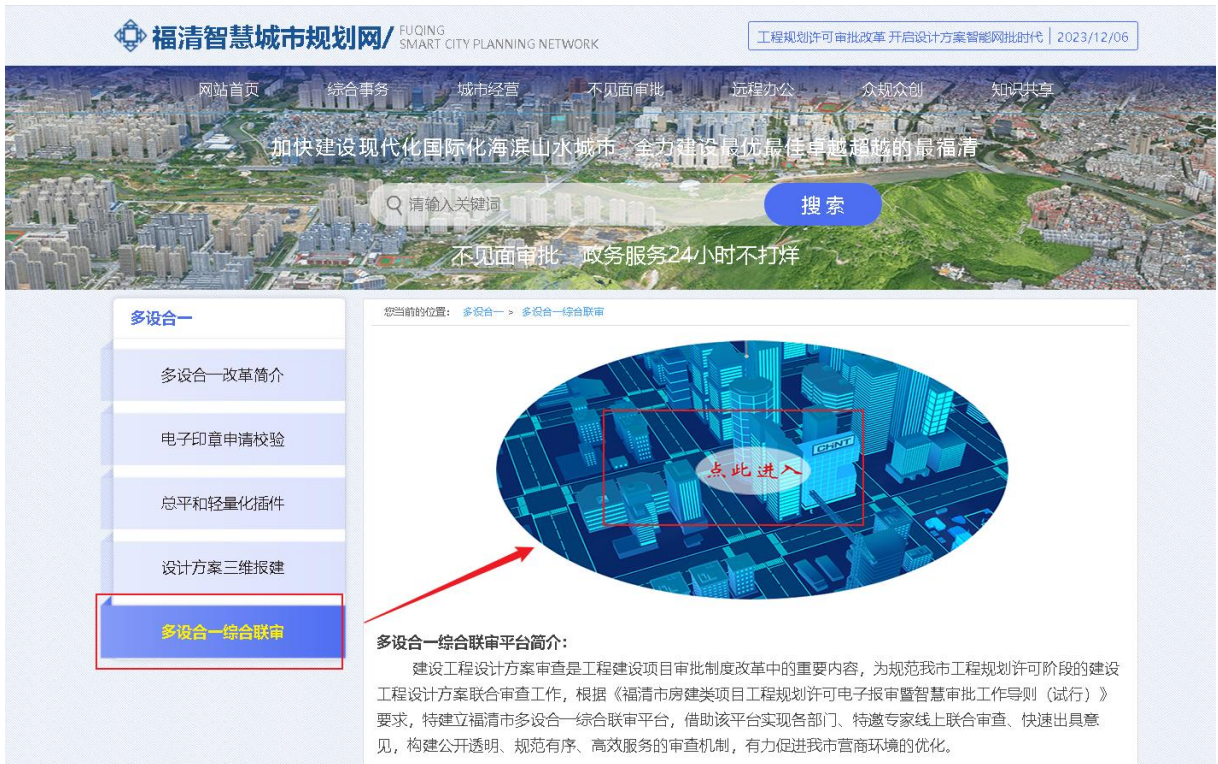 福清智慧城市规划网/ FUQING
SMART CITY PLANNING NETWORK
工程规划许可审批改革 开启设计方案智能网批时代 | 2023/12/06
网站首页 综合事务 城市经营 不见面审批 远程办公 众规众创 知识共享
加快建设现代化国际化海滨山水城市 全力建设最优最佳卓越超越的最福清
请输入关键词 搜索
不见面审批 政务服务24小时不打烊
多设合一
多设合一改革简介
电子印章申请校验
总平和轻量化插件
设计方案三维报建
多设合一综合联审
您当前的位置: 多设合一 > 多设合一综合联审
CHNT
点此进入
多设合一综合联审平台简介：
建设工程设计方案审查是工程建设项目审批制度改革中的重要内容，为规范我市工程规划许可阶段的建设
工程设计方案联合审查工作，根据《福清市房建类项目工程规划许可电子报审暨智慧审批工作导则（试行）》
要求，特建立福清市多设合一综合联审平台，借助该平台实现各部门、特邀专家线上联合审查、快速出具意
见，构建公开透明、规范有序、高效服务的审查机制，有力促进我市营商环境的优化。